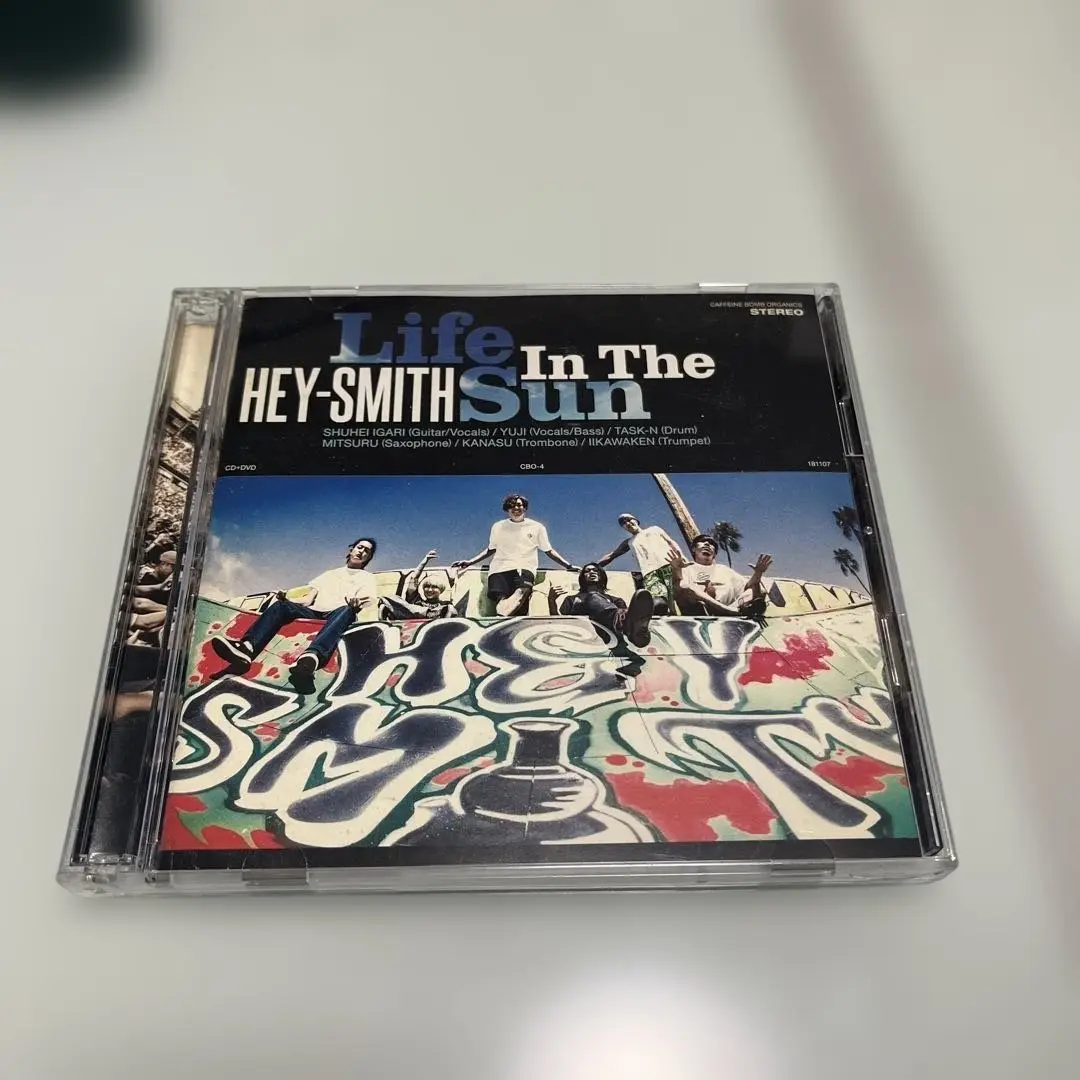 CAFFEINE BOMB ORGANICS
STEREO
Life
In The
HEY-SMITH
Sun
SHUHEI IGARI (Guitar/Vocals) / YUJI (Vocals/Bass) / TASK-N (Drum)
MITSURU (Saxophone) / KANASU (Trombone) / IIKAWAKEN (Trumpet)
CD+DVD
CBO-4
181107
HEY
SMITH